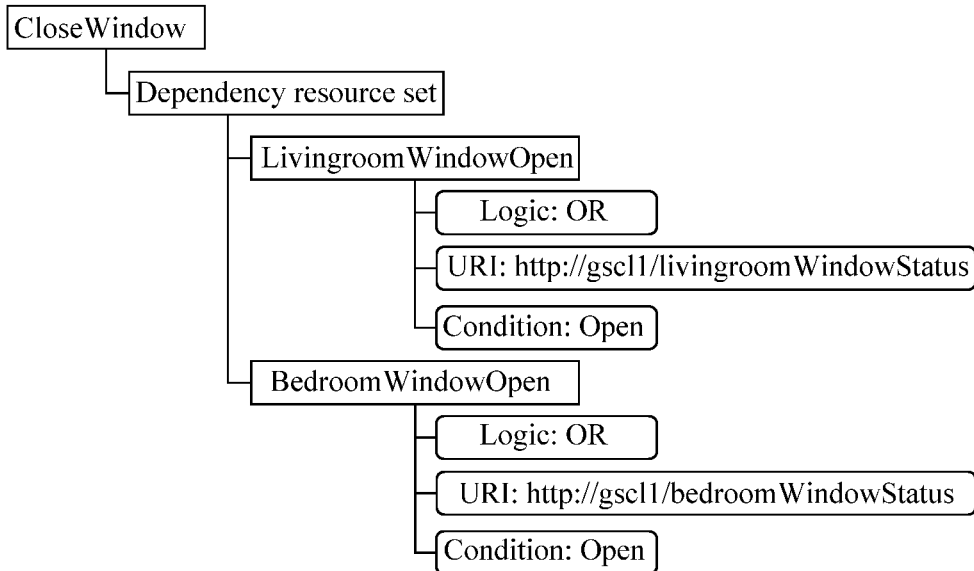 CloseWindow
Dependency resource set
LivingroomWindowOpen
Logic: OR
URI: http://gscl1/livingroomWindowStatus
Condition: Open
BedroomWindowOpen
Logic: OR
URI: http://gscl1/bedroomWindowStatus
Condition: Open